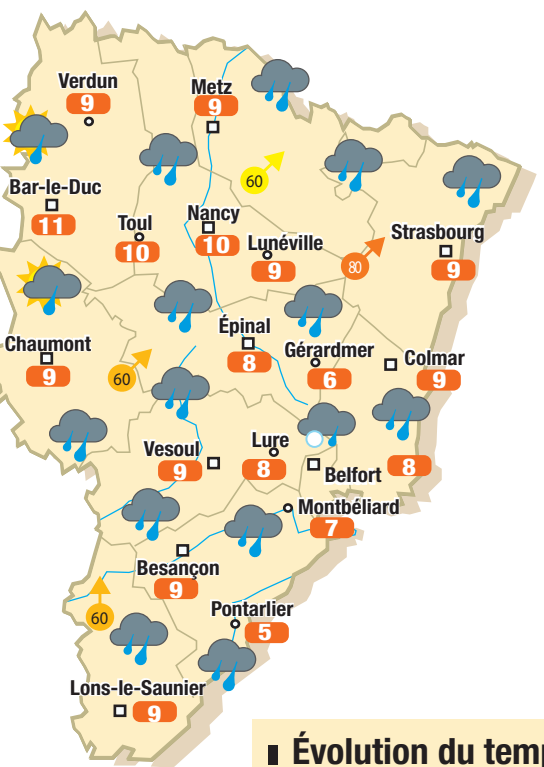 Verdun
9
Metz
9
60
Bar-le-Duc
11
Toul
10
Nancy
10
Lunéville
9
80
Strasbourg
9
Chaumont
9
60
Épinal
8
Gérardmer
6
Colmar
9
Vesoul
9
Lure
8
Belfort
8
Montbéliard
7
Besançon
9
60
Pontarlier
5
Lons-le-Saunier
9
Évolution du temp